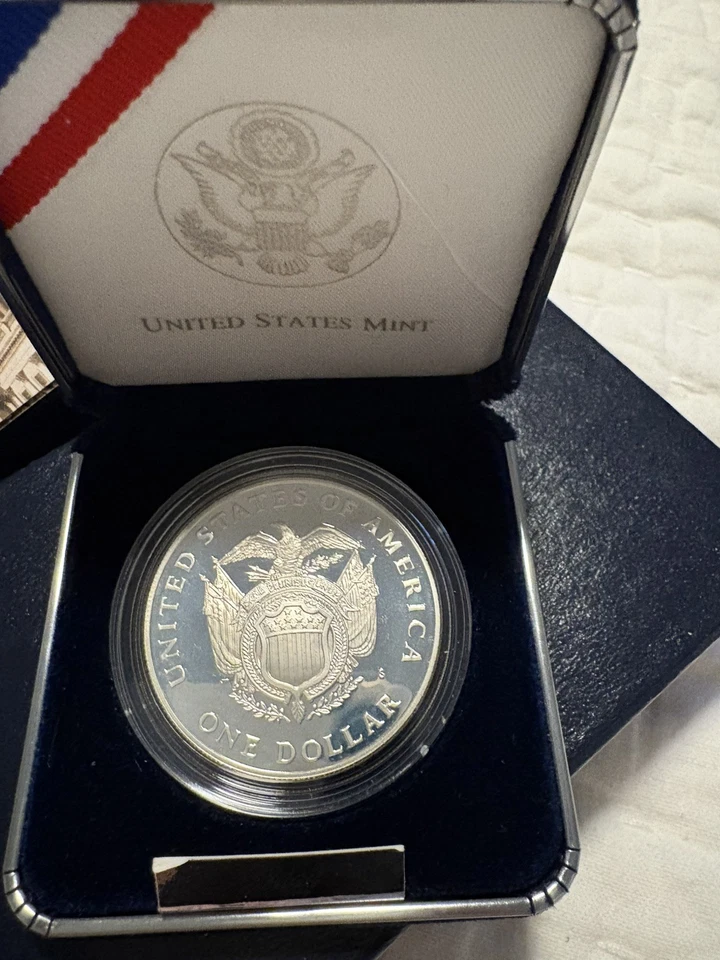 UNITED STATES MINT
UNITED STATES OF AMERICA
S
ONE DOLLAR